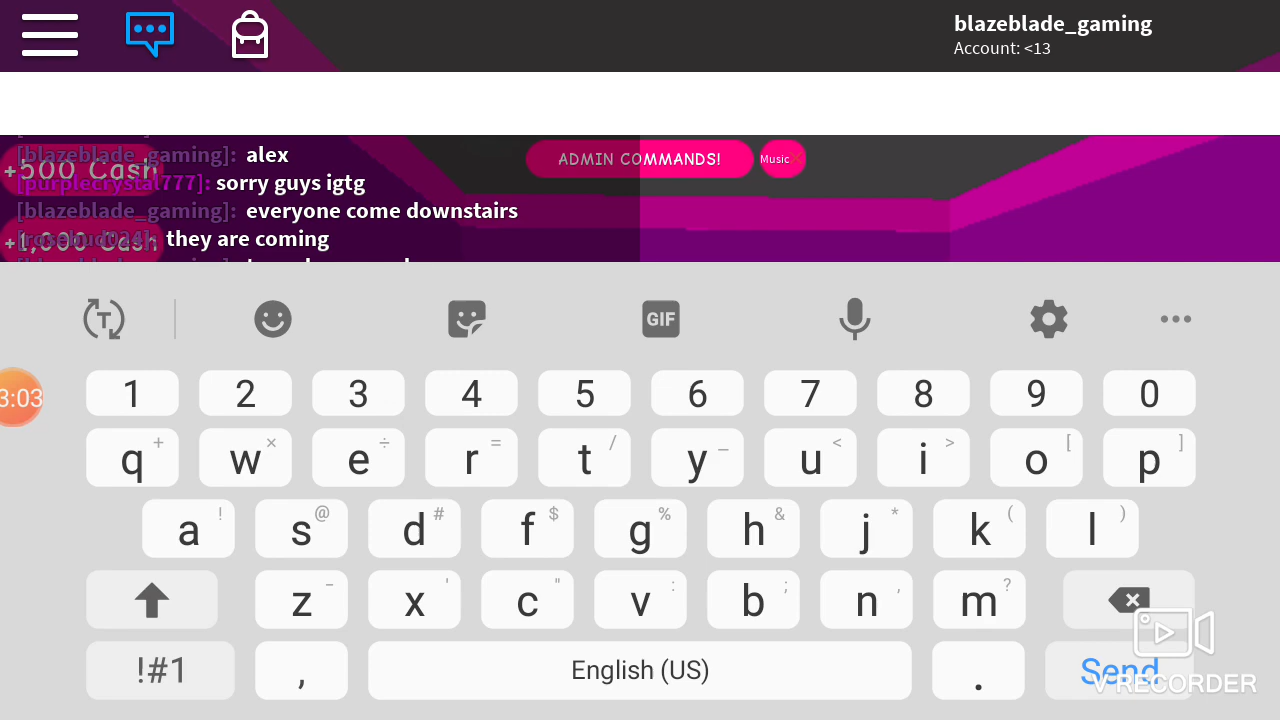 blazeblade_gaming
Account: <13
[blazeblade_gaming]: alex
+500 Cash
ADMIN COMMANDS!
Music
[purplecrystal777]: sorry guys igtg
[blazeblade_gaming]: everyone come downstairs
[rosebud024]: they are coming
+1,000 Cash
T
GIF
3:03
1 2 3 4 5 6 7 8 9 0
q + w × e ÷ r = t / y _ u < i > o [ p ]
a ! s @ d # f $ g % h & j * k ( l )
z - x ' c " v : b ; n , m ?
!#1 , English (US) . Send
V RECORDER